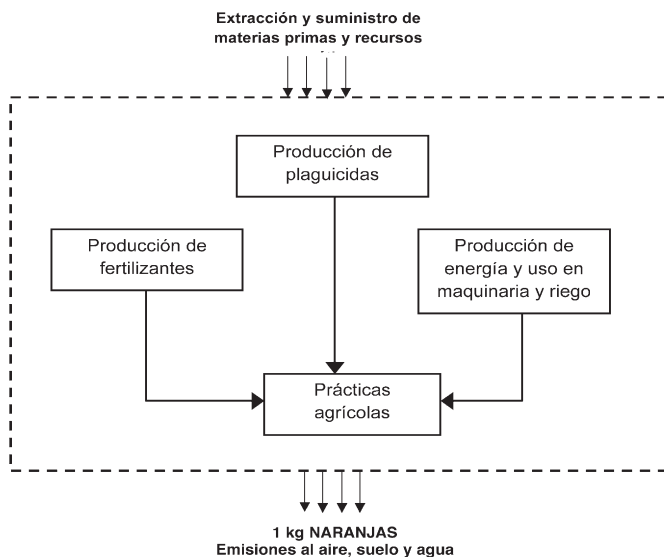 Extracción y suministro de
materias primas y recursos
Producción de
plaguicidas
Producción de
fertilizantes
Producción de
energía y uso en
maquinaria y riego
Prácticas
agrícolas
1 kg NARANJAS
Emisiones al aire, suelo y agua